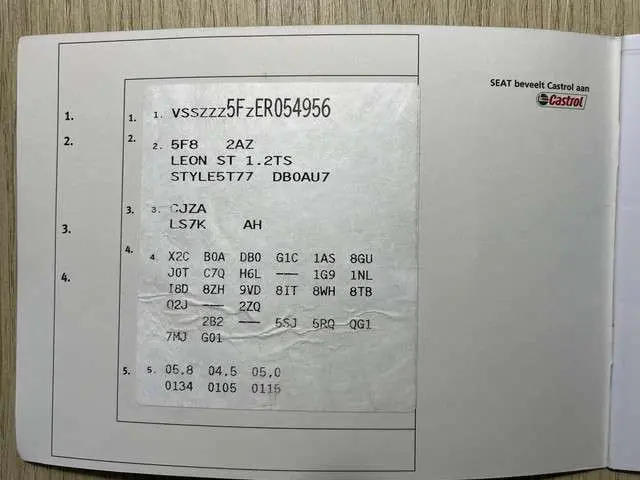 SEAT beveelt Castrol aan
Castrol
1. 1. 1. VSSZZZ5FZER054956
2. 2. 2. 5F8 2AZ
LEON ST 1.2TS
STYLE5T77 DB0AU7
3. 3. 3. CJZA
LS7K AH
4. 4. 4. X2C B0A DB0 G1C 1AS 8GU
J0T C7Q H6L —— 1G9 1NL
I8D 8ZH 9VD 8IT 8WH 8TB
Q2J —— 2ZQ
2B2 —— 5SJ 5RQ QG1
7MJ G01
5. 5. 05.8 04.5 05.0
0134 0105 0115